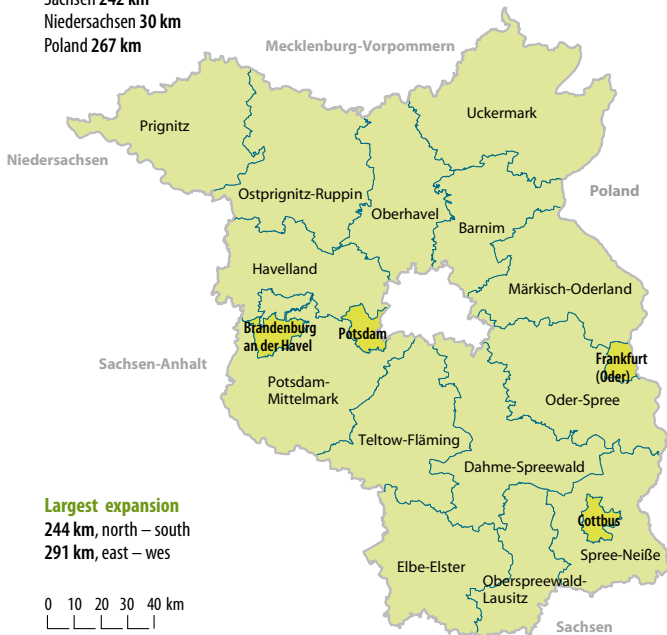 Sachsen 242 km
Niedersachsen 30 km
Poland 267 km
Mecklenburg-Vorpommern
Uckermark
Prignitz
Niedersachsen
Poland
Ostprignitz-Ruppin
Oberhavel
Barnim
Havelland
Märkisch-Oderland
Brandenburg
an der Havel
Potsdam
Sachsen-Anhalt
Frankfurt
(Oder)
Potsdam-
Mittelmark
Oder-Spree
Teltow-Fläming
Dahme-Spreewald
Largest expansion
244 km, north – south
291 km, east – wes
Cottbus
Spree-Neiße
Elbe-Elster
Oberspreewald-
Lausitz
0 10 20 30 40 km
Sachsen